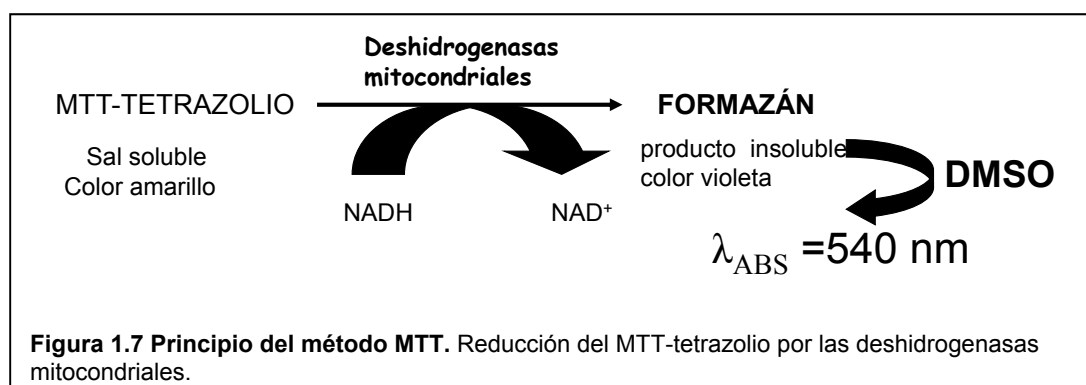 Deshidrogenasas
mitocondriales
MTT-TETRAZOLIO
FORMAZÁN
Sal soluble
Color amarillo
producto insoluble
color violeta
DMSO
NADH
NAD⁺
λABS =540 nm
Figura 1.7 Principio del método MTT. Reducción del MTT-tetrazolio por las deshidrogenasas
mitocondriales.